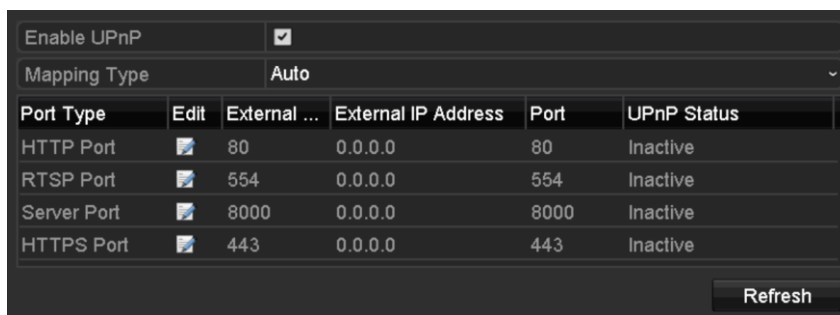 Enable UPnP
Mapping Type Auto
Port Type Edit External ... External IP Address Port UPnP Status
HTTP Port 80 0.0.0.0 80 Inactive
RTSP Port 554 0.0.0.0 554 Inactive
Server Port 8000 0.0.0.0 8000 Inactive
HTTPS Port 443 0.0.0.0 443 Inactive
Refresh